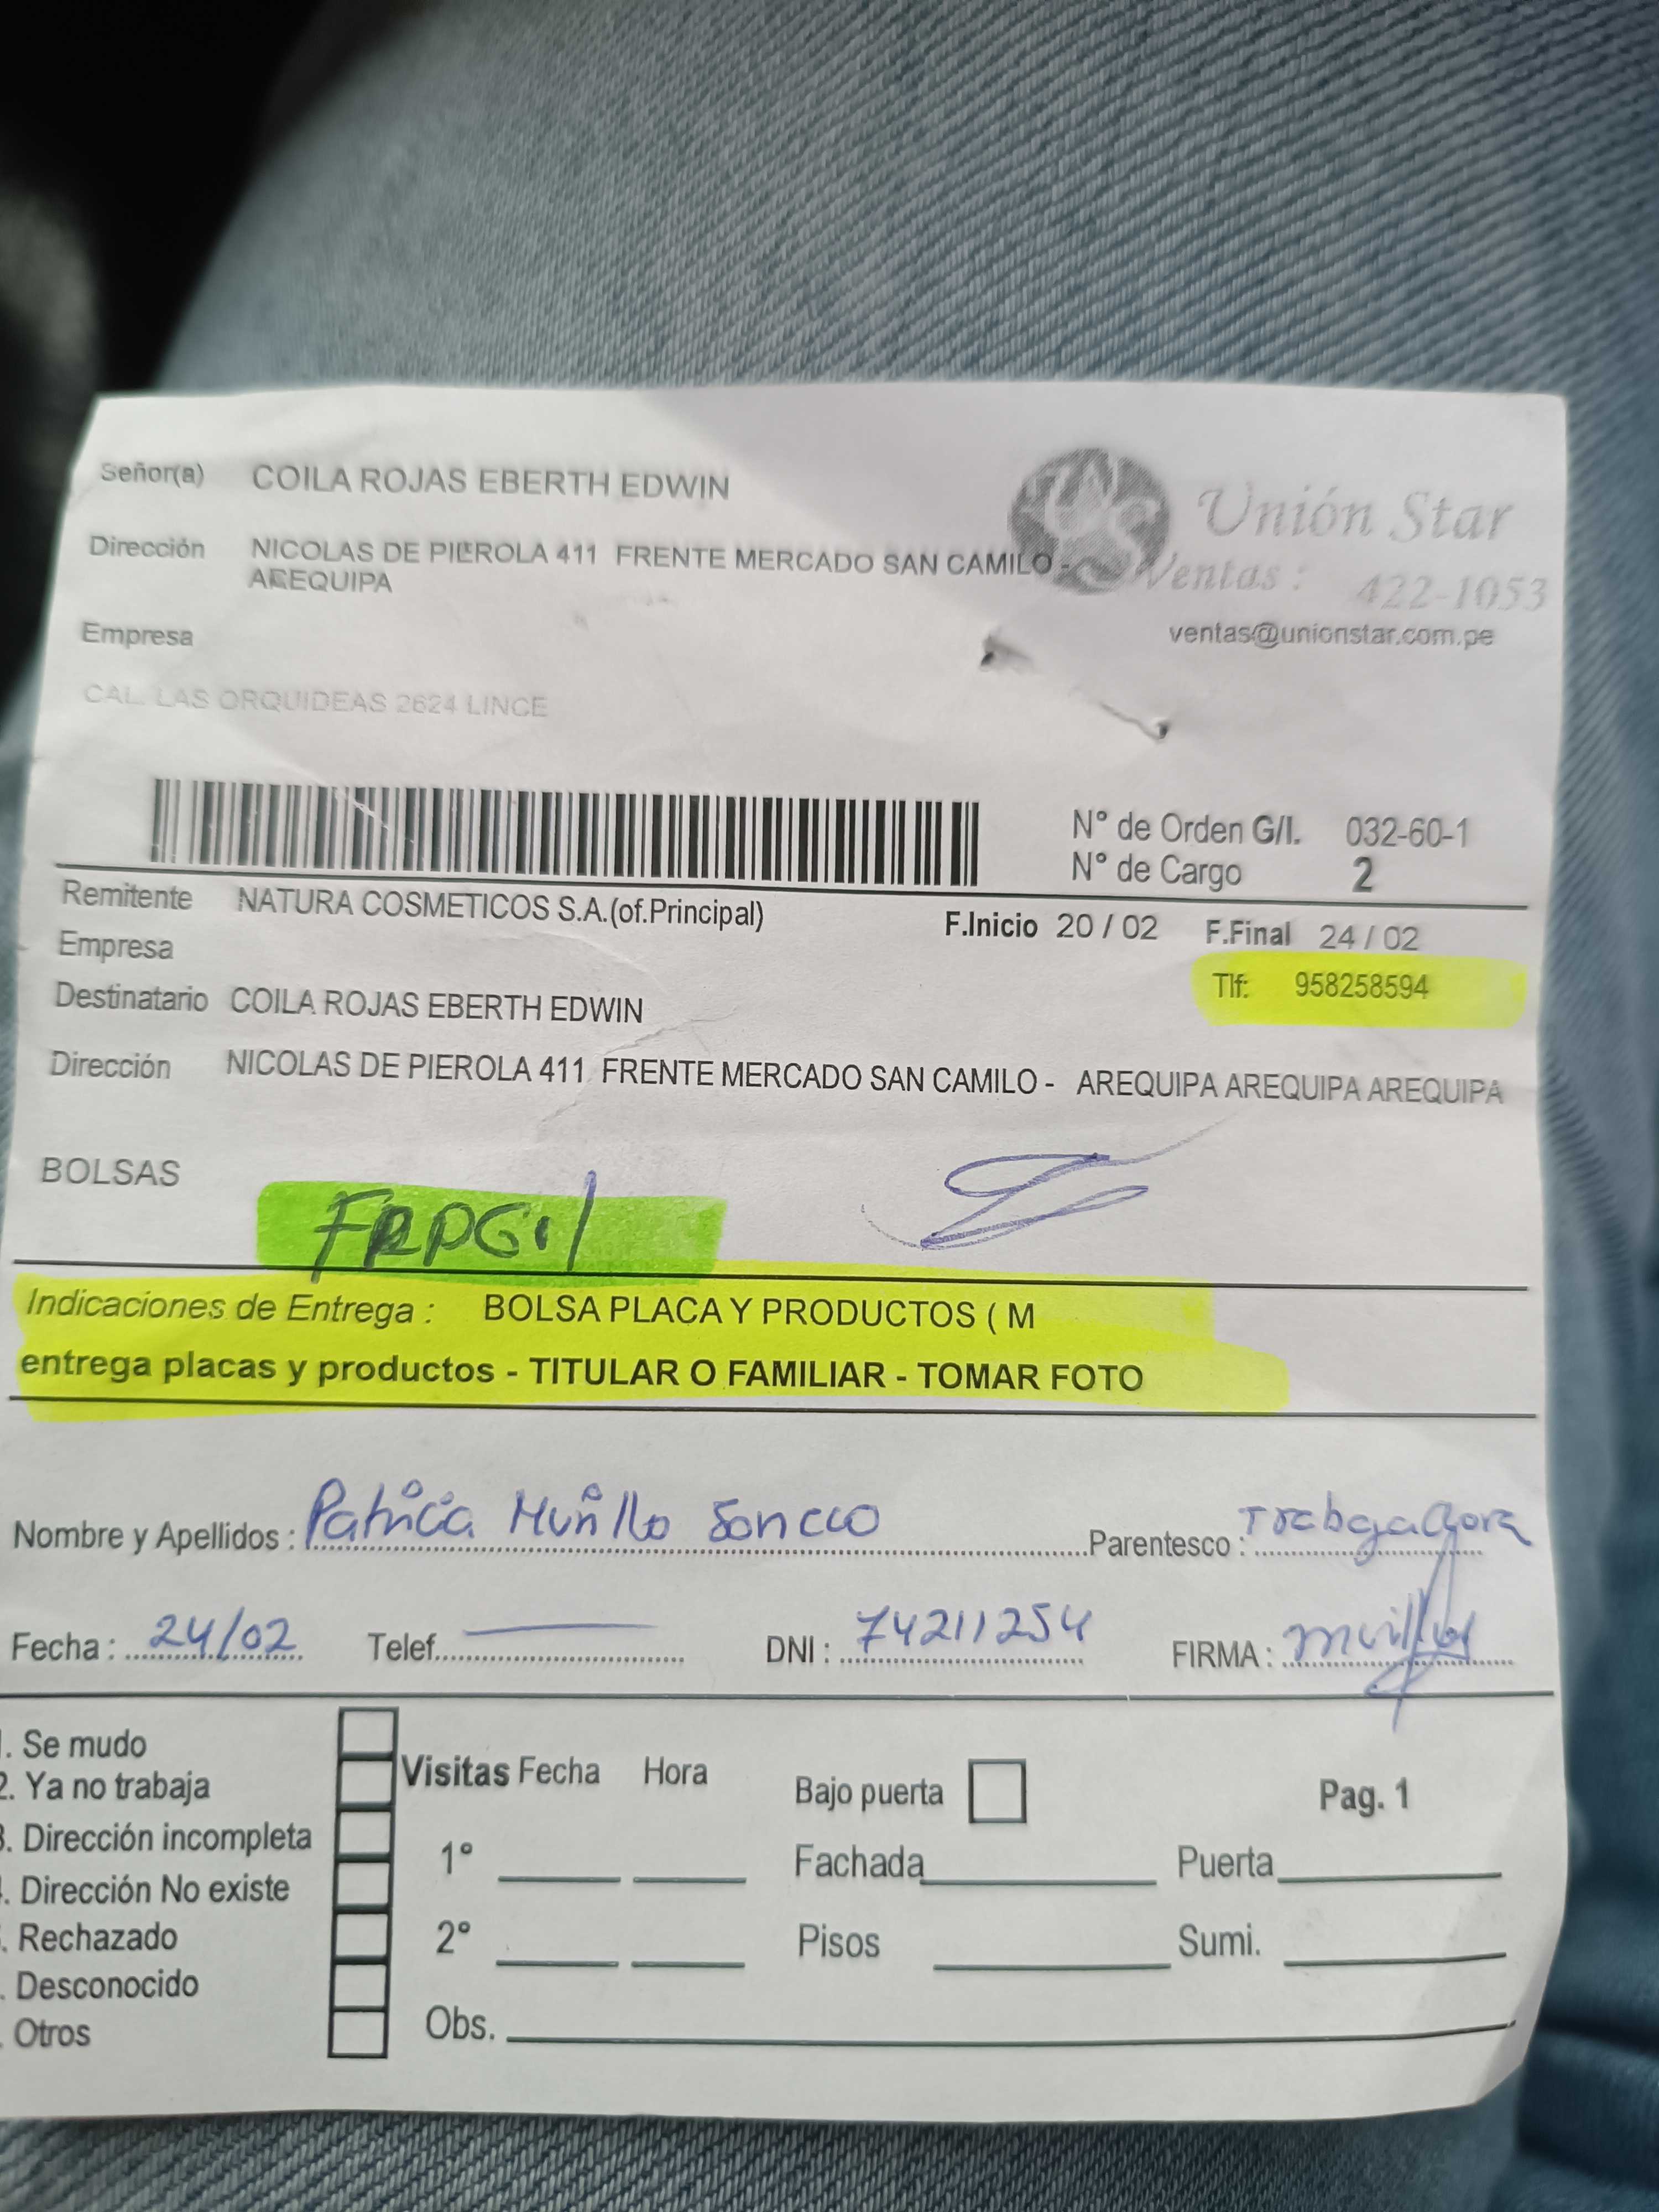 Señor(a) COILA ROJAS EBERTH EDWIN
Unión Star
Dirección NICOLAS DE PIEROLA 411 FRENTE MERCADO SAN CAMILO -
AREQUIPA
Ventas : 422-1053
Empresa
ventas@unionstar.com.pe
CAL. LAS ORQUIDEAS 2624 LINCE
N° de Orden G/I. 032-60-1
N° de Cargo 2
Remitente NATURA COSMETICOS S.A.(of.Principal)
F.Inicio 20 / 02 F.Final 24 / 02
Empresa
Tlf: 958258594
Destinatario COILA ROJAS EBERTH EDWIN
Dirección NICOLAS DE PIEROLA 411 FRENTE MERCADO SAN CAMILO - AREQUIPA AREQUIPA AREQUIPA
BOLSAS
Indicaciones de Entrega : BOLSA PLACA Y PRODUCTOS ( M
entrega placas y productos - TITULAR O FAMILIAR - TOMAR FOTO
Nombre y Apellidos : Patricia Murillo Soncco Parentesco :
Fecha : 24/02 Telef. DNI : 74211254 FIRMA :
1. Se mudo
2. Ya no trabaja
3. Dirección incompleta
. Dirección No existe
. Rechazado
. Desconocido
. Otros
Visitas Fecha Hora
1°
2°
Obs.
Bajo puerta
Pag. 1
Fachada Puerta
Pisos Sumi.